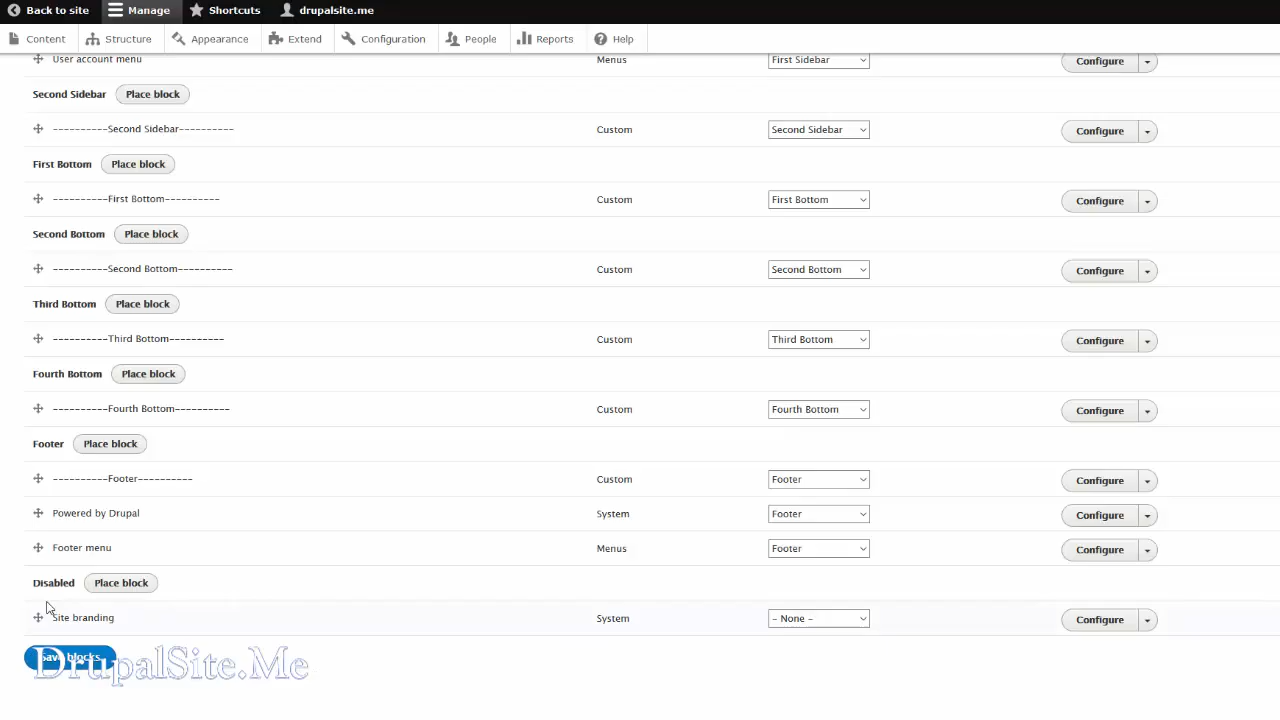 Back to site Manage Shortcuts drupalsite.me
Content Structure Appearance Extend Configuration People Reports Help
User account menu Menus First Sidebar Configure
Second Sidebar Place block
----------Second Sidebar---------- Custom Second Sidebar Configure
First Bottom Place block
----------First Bottom---------- Custom First Bottom Configure
Second Bottom Place block
----------Second Bottom---------- Custom Second Bottom Configure
Third Bottom Place block
----------Third Bottom---------- Custom Third Bottom Configure
Fourth Bottom Place block
----------Fourth Bottom---------- Custom Fourth Bottom Configure
Footer Place block
----------Footer---------- Custom Footer Configure
Powered by Drupal System Footer Configure
Footer menu Menus Footer Configure
Disabled Place block
Site branding System - None - Configure
Save blocks
DrupalSite.Me